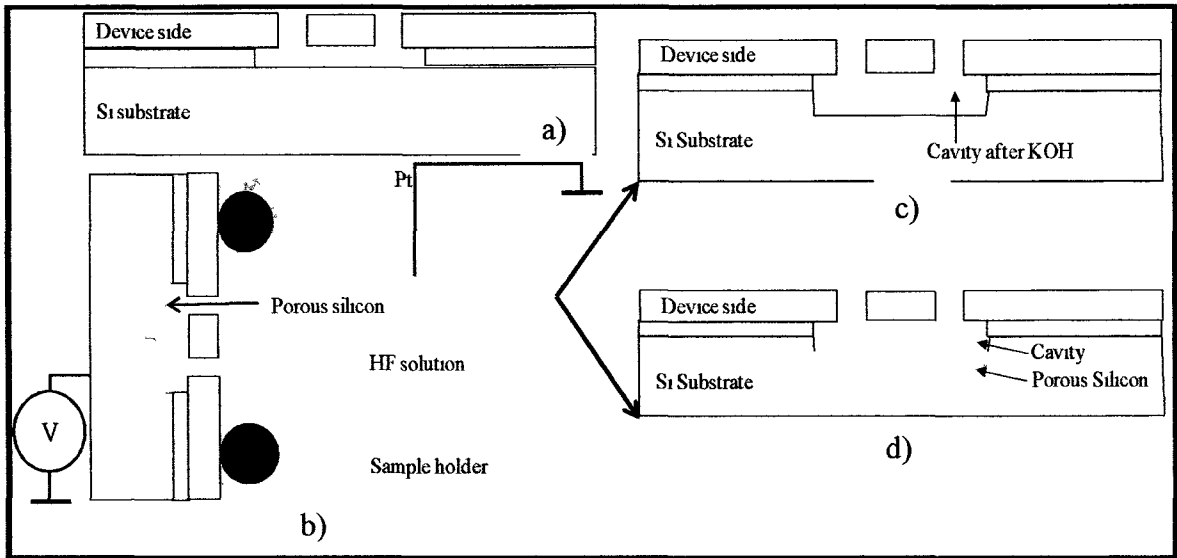 Device side
Si substrate
a)
Pt
Porous silicon
HF solution
V
Sample holder
b)
Device side
Si Substrate
Cavity after KOH
c)
Device side
Cavity
Si Substrate
Porous Silicon
d)